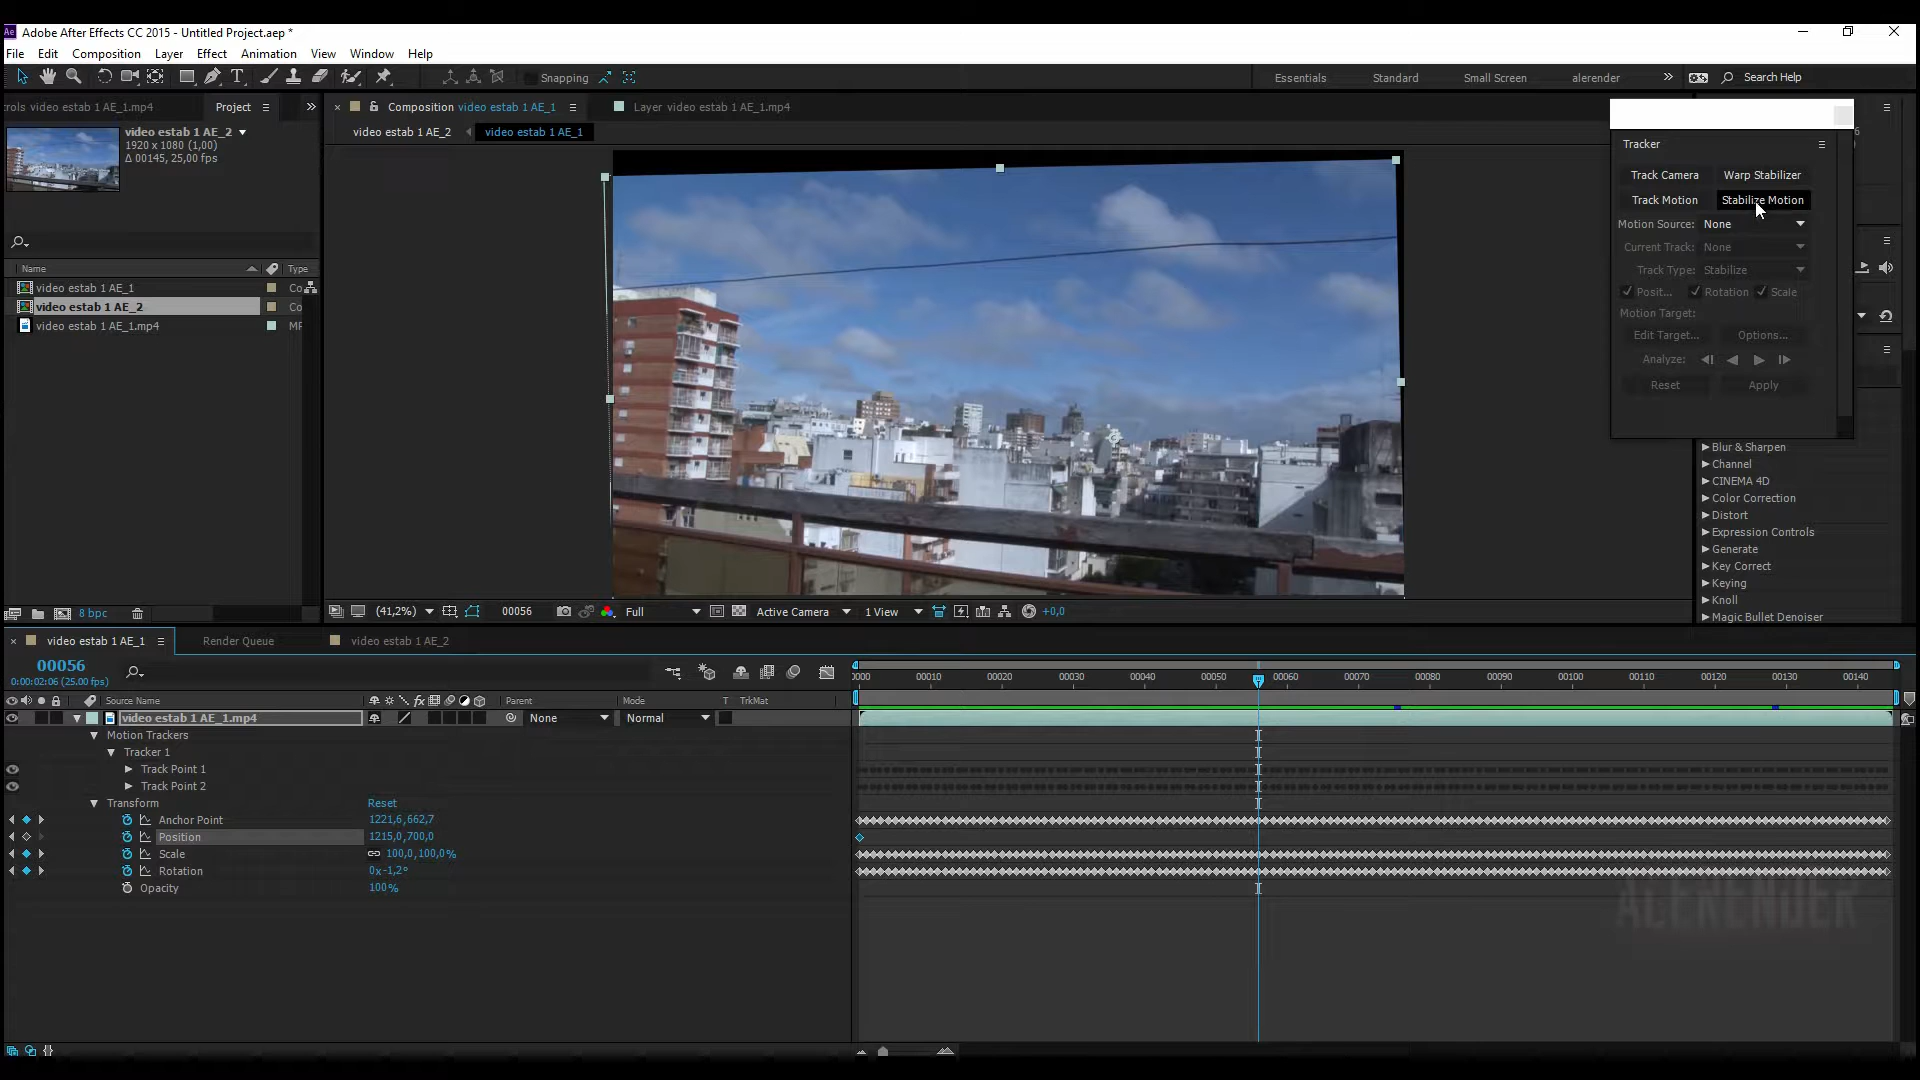 Ae Adobe After Effects CC 2015 - Untitled Project.aep *
File Edit Composition Layer Effect Animation View Window Help
Snapping
Essentials Standard Small Screen alerender » Search Help
rols video estab 1 AE_1.mp4 Project »
× Composition video estab 1 AE_1 Layer video estab 1 AE_1.mp4
video estab 1 AE_2 video estab 1 AE_1
video estab 1 AE_2
1920 x 1080 (1,00)
Δ 00145, 25,00 fps
Name Type
video estab 1 AE_1 Co
video estab 1 AE_2 Co
video estab 1 AE_1.mp4 MP
8 bpc
Tracker
Track Camera Warp Stabilizer
Track Motion Stabilize Motion
Motion Source: None
Current Track: None
Track Type: Stabilize
Posit... Rotation Scale
Motion Target:
Edit Target... Options...
Analyze:
Reset Apply
Blur & Sharpen
Channel
CINEMA 4D
Color Correction
Distort
Expression Controls
Generate
Key Correct
Keying
Knoll
Magic Bullet Denoiser
(41,2%) 00056 Full Active Camera 1 View +0,0
× video estab 1 AE_1 Render Queue video estab 1 AE_2
00056
0:00:02:06 (25.00 fps)
0000 00010 00020 00030 00040 00050 00060 00070 00080 00090 00100 00110 00120 00130 00140
Source Name fx Parent Mode T TrkMat
video estab 1 AE_1.mp4 None Normal
Motion Trackers
Tracker 1
Track Point 1
Track Point 2
Transform Reset
Anchor Point 1221,6,662,7
Position 1215,0,700,0
Scale 100,0,100,0%
Rotation 0x-1,2°
Opacity 100%
ALERENDER